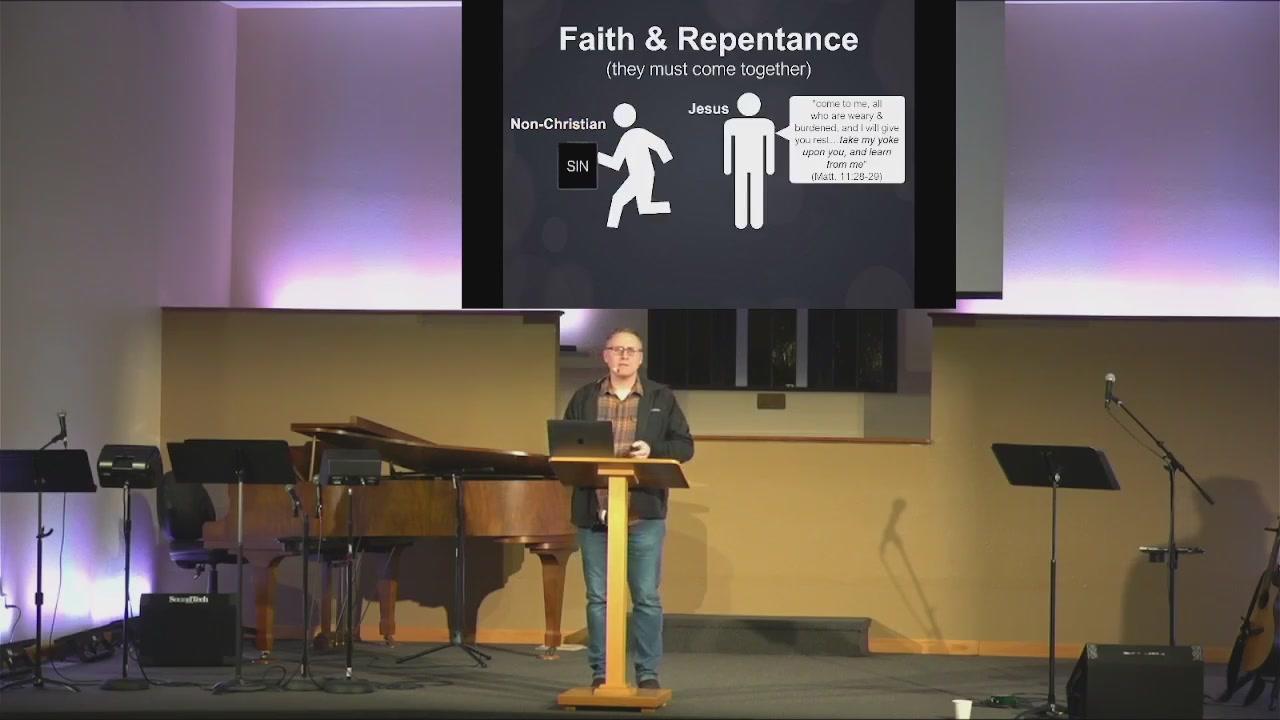 Faith & Repentance
(they must come together)
Non-Christian
SIN
Jesus
"come to me, all
who are weary &
burdened, and I will give
you rest...take my yoke
upon you, and learn
from me"
(Matt. 11:28-29)
SoundTech